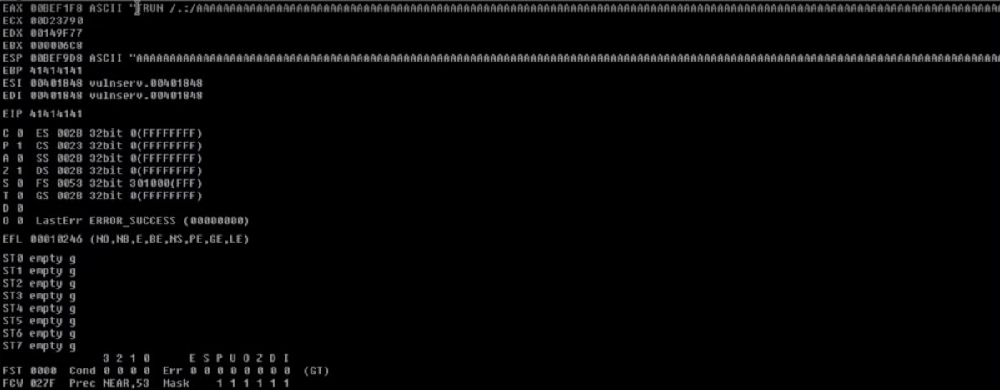 EAX 00BEF1F8 ASCII "TRUN /.:/AAAAAAAAAAAAAAAAAAAAAAAAAAAAAAAAAAAAAAAAAAAAAAAAAAAAAAAAAAAAAAAAAAAAAAAAAAAAAAAAAAAAAAAAAAAAAAAAAAAAAAAAAAAAAAAAAAAA
ECX 00D23790
EDX 00149F77
EBX 000006C8
ESP 00BEF9D8 ASCII "AAAAAAAAAAAAAAAAAAAAAAAAAAAAAAAAAAAAAAAAAAAAAAAAAAAAAAAAAAAAAAAAAAAAAAAAAAAAAAAAAAAAAAAAAAAAAAAAAAAAAAAAAAAAAAAAAAAAAAAAAAAAAAAAA
EBP 41414141
ESI 00401848 vulnserv.00401848
EDI 00401848 vulnserv.00401848
EIP 41414141
C 0 ES 002B 32bit 0(FFFFFFFF)
P 1 CS 0023 32bit 0(FFFFFFFF)
A 0 SS 002B 32bit 0(FFFFFFFF)
Z 1 DS 002B 32bit 0(FFFFFFFF)
S 0 FS 0053 32bit 301000(FFF)
T 0 GS 002B 32bit 0(FFFFFFFF)
D 0
O 0 LastErr ERROR_SUCCESS (00000000)
EFL 00010246 (NO,NB,E,BE,NS,PE,GE,LE)
ST0 empty g
ST1 empty g
ST2 empty g
ST3 empty g
ST4 empty g
ST5 empty g
ST6 empty g
ST7 empty g
3 2 1 0 E S P U O Z D I
FST 0000 Cond 0 0 0 0 Err 0 0 0 0 0 0 0 0 (GT)
FCW 027F Prec NEAR,53 Mask 1 1 1 1 1 1